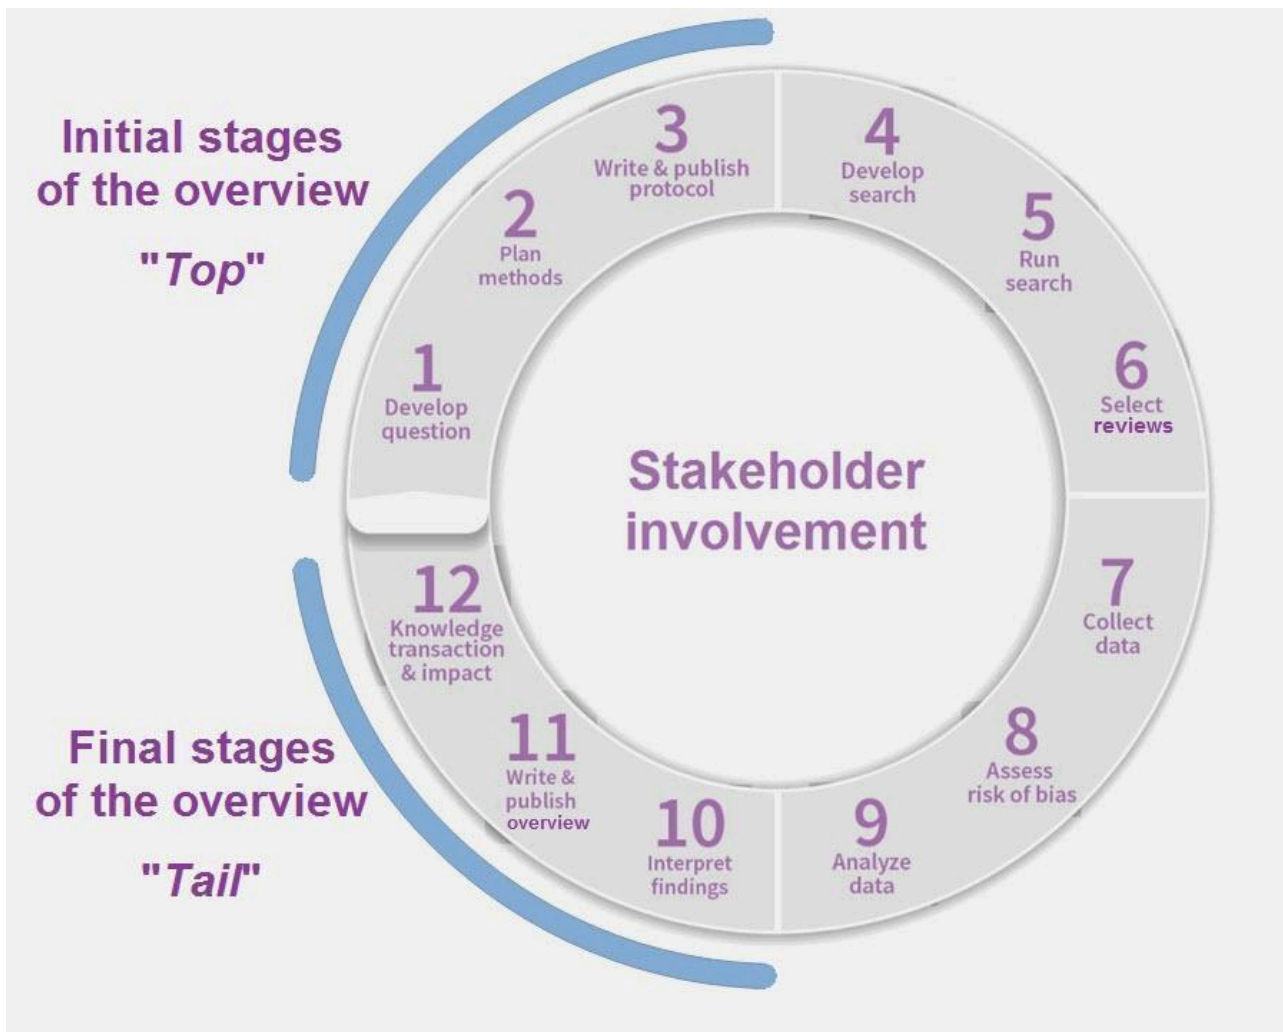 Initial stages
of the overview
"Top"
3
Write & publish
protocol
4
Develop
search
2
Plan
methods
5
Run
search
1
Develop
question
6
Select
reviews
Stakeholder
involvement
12
Knowledge
transaction
& impact
7
Collect
data
11
Write &
publish
overview
8
Assess
risk of bias
10
Interpret
findings
9
Analyze
data
Final stages
of the overview
"Tail"